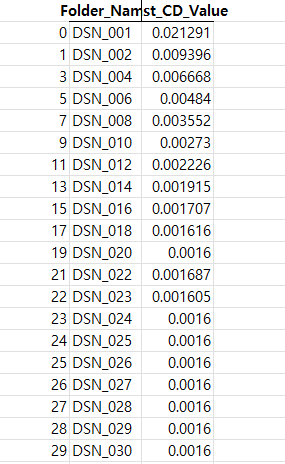 Folder_Namst_CD_Value
0 DSN_001 0.021291
1 DSN_002 0.009396
3 DSN_004 0.006668
5 DSN_006 0.00484
7 DSN_008 0.003552
9 DSN_010 0.00273
11 DSN_012 0.002226
13 DSN_014 0.001915
15 DSN_016 0.001707
17 DSN_018 0.001616
19 DSN_020 0.0016
21 DSN_022 0.001687
22 DSN_023 0.001605
23 DSN_024 0.0016
24 DSN_025 0.0016
25 DSN_026 0.0016
26 DSN_027 0.0016
27 DSN_028 0.0016
28 DSN_029 0.0016
29 DSN_030 0.0016